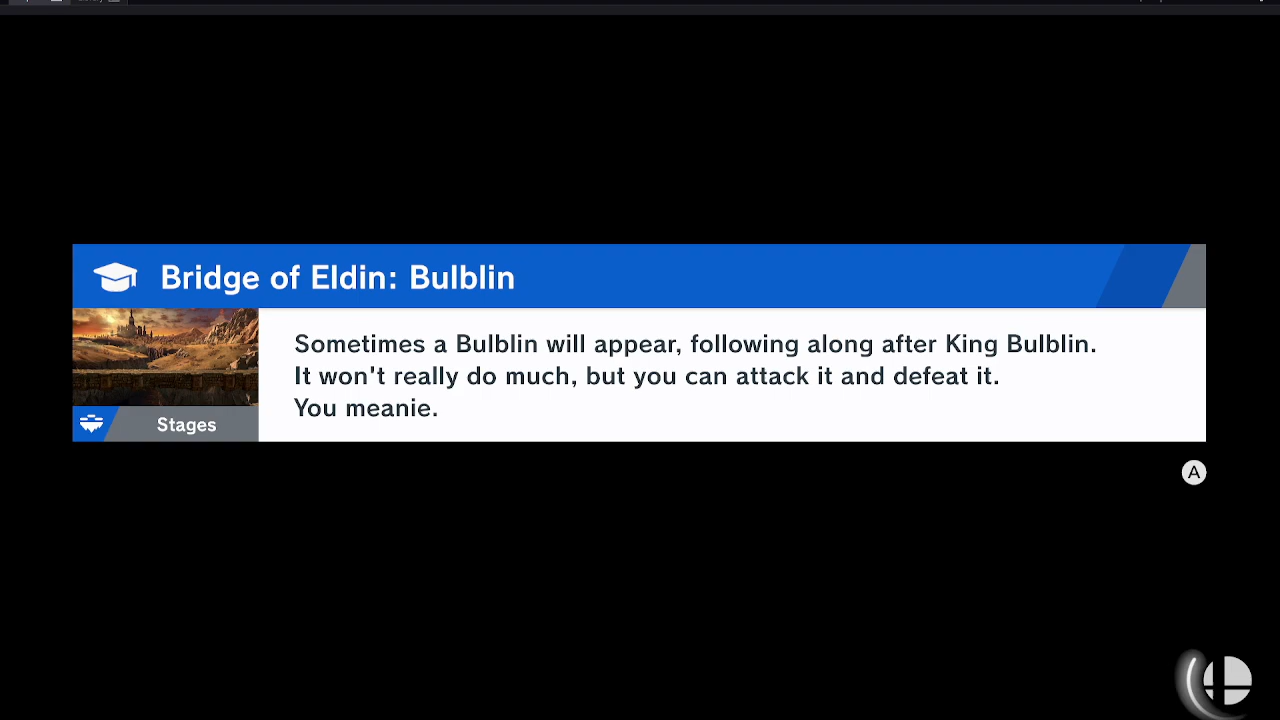 Bridge of Eldin: Bulblin
Sometimes a Bulblin will appear, following along after King Bulblin.
It won't really do much, but you can attack it and defeat it.
You meanie.
Stages
A